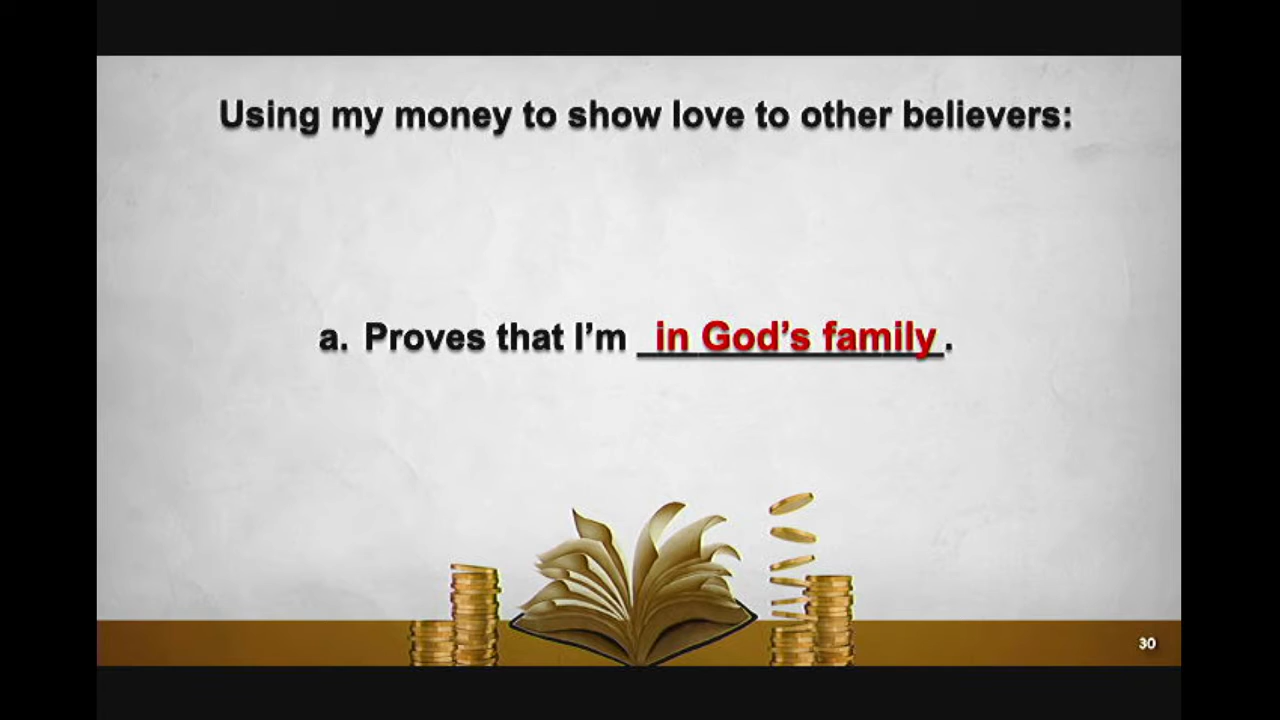 Using my money to show love to other believers:
a. Proves that I’m in God’s family.
30